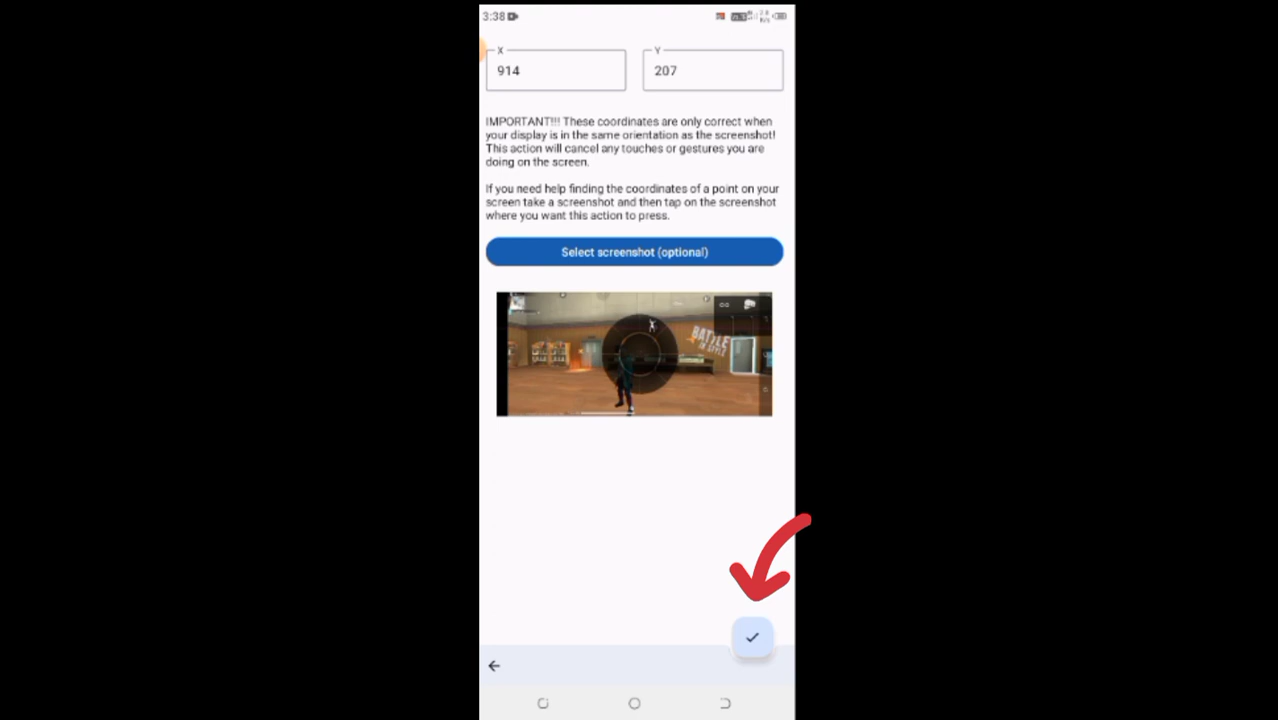 3:38
X
Y
914
207
IMPORTANT!!! These coordinates are only correct when
your display is in the same orientation as the screenshot!
This action will cancel any touches or gestures you are
doing on the screen.
If you need help finding the coordinates of a point on your
screen take a screenshot and then tap on the screenshot
where you want this action to press.
Select screenshot (optional)
BATTLE
IN STYLE